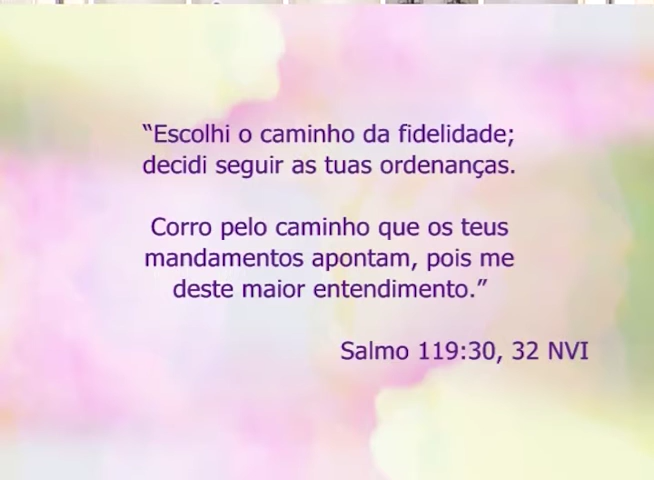 “Escolhi o caminho da fidelidade;
decidi seguir as tuas ordenanças.
Corro pelo caminho que os teus
mandamentos apontam, pois me
deste maior entendimento.”
Salmo 119:30, 32 NVI